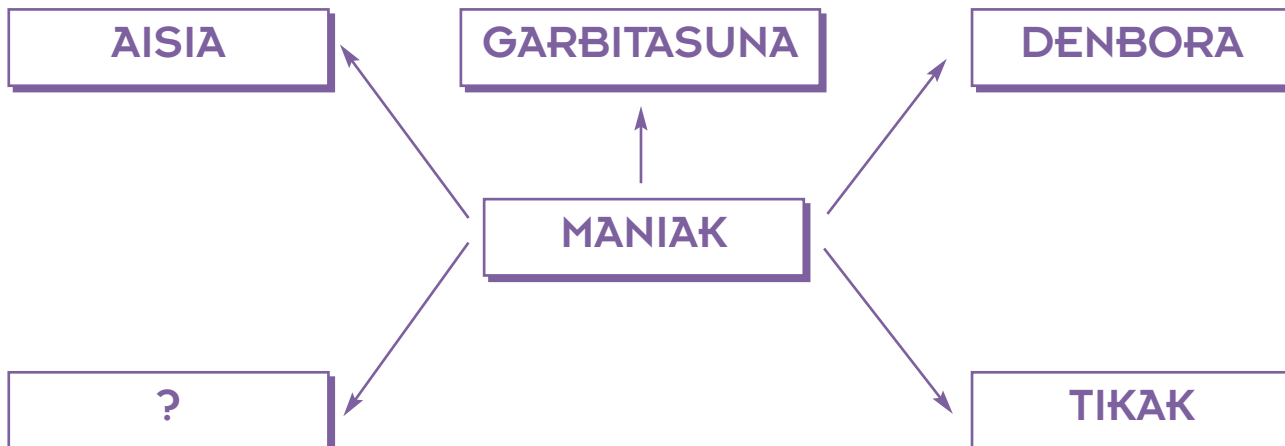 AISIA
GARBITASUNA
DENBORA
MANIAK
?
TIKAK